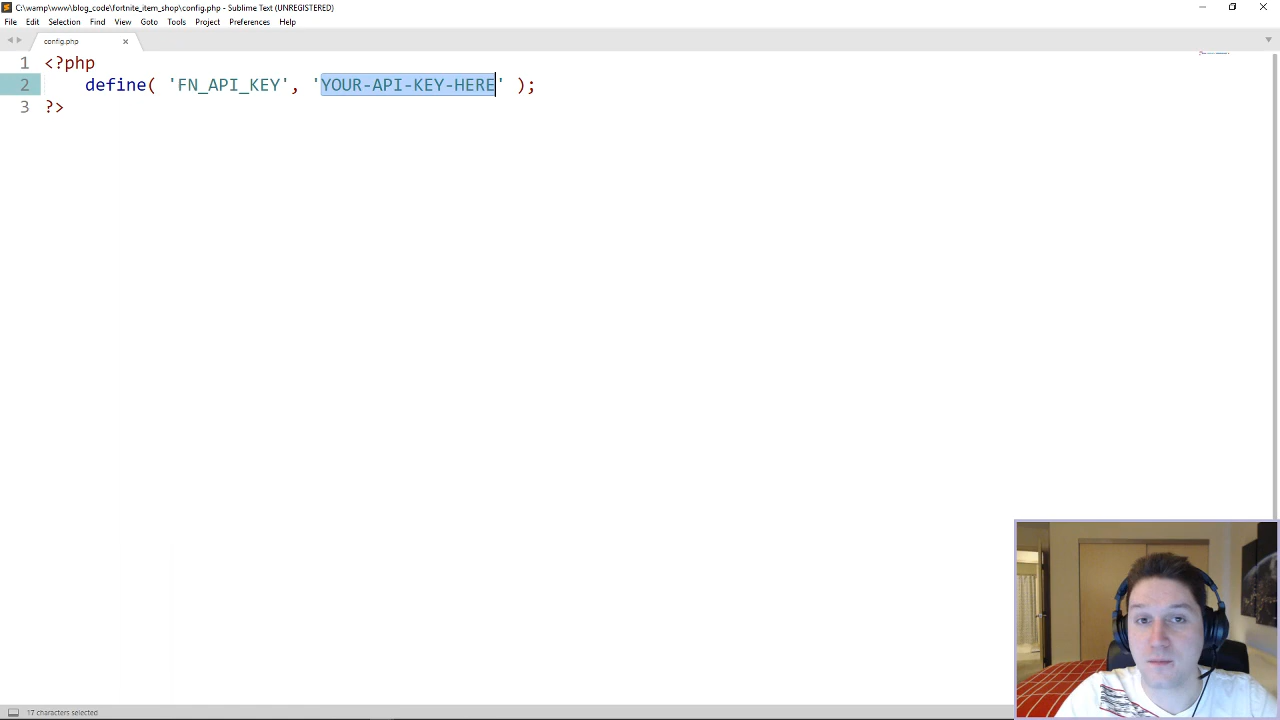 C:\wamp\www\blog_code\fortnite_item_shop\config.php - Sublime Text (UNREGISTERED)
File Edit Selection Find View Goto Tools Project Preferences Help
config.php
1 <?php
2 define( 'FN_API_KEY', 'YOUR-API-KEY-HERE' );
3 ?>
17 characters selected